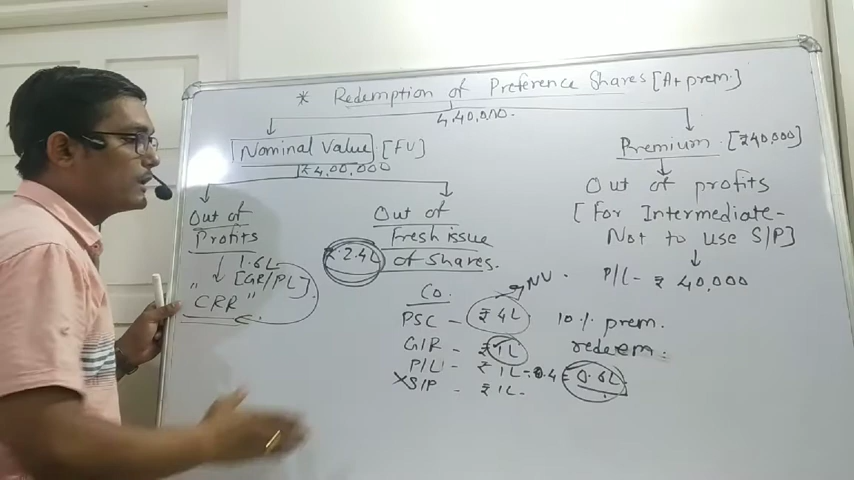 * Redemption of Preference Shares [At prem.]
4,40,000.
Nominal Value [FV]
₹4,00,000
Premium. [₹40,000]
Out of
Profits
1.6L
[GR/PL]
"CRR"
Out of
Fresh issue
of Shares.
₹2.4L
Out of profits
[For Intermediate-
Not to use S/P]
P/L - ₹ 40,000
Co.
NV.
PSC - ₹4L 10% prem.
G/R - ₹1L redeem.
P/L - ₹1L - 0.4 = 0.6L
XS/P - ₹1L-